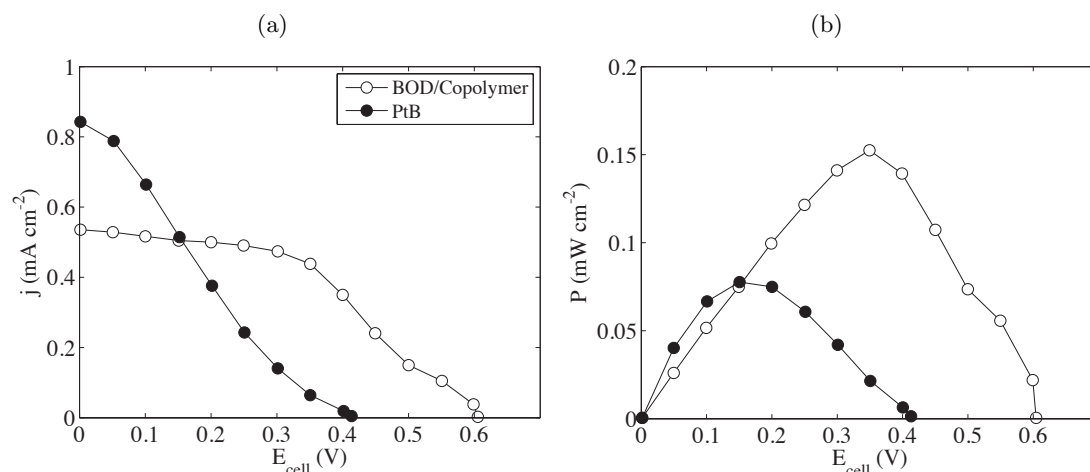 (a)
1
0.8
0.6
0.4
0.2
0
0 0.1 0.2 0.3 0.4 0.5 0.6
j (mA cm-2)
E_cell (V)
BOD/Copolymer
PtB
(b)
0.2
0.15
0.1
0.05
0
0.1 0.2 0.3 0.4 0.5 0.6
P (mW cm-2)
E_cell (V)